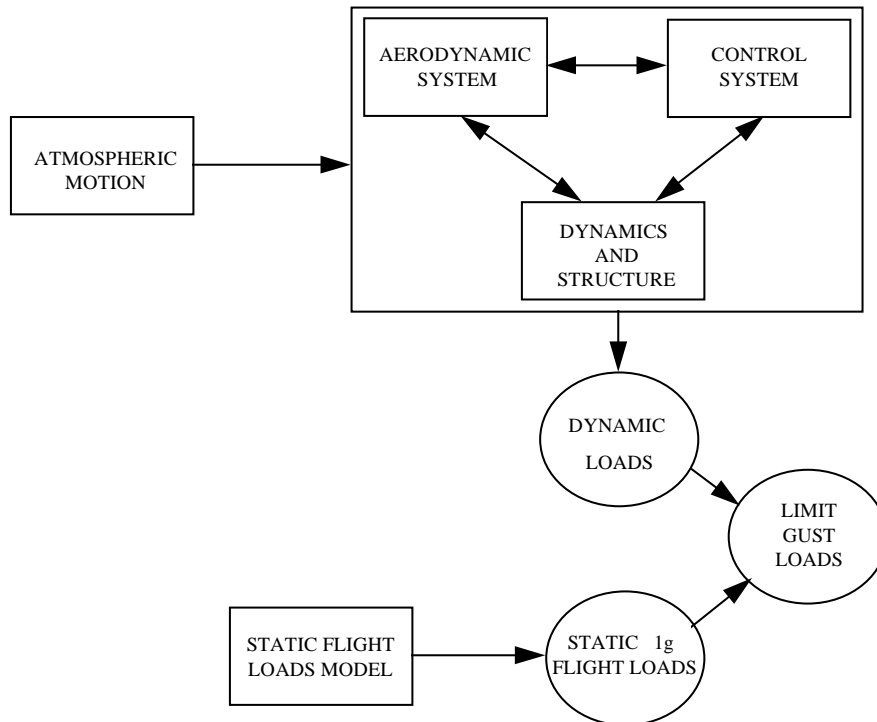 AERODYNAMIC
SYSTEM
CONTROL
SYSTEM
ATMOSPHERIC
MOTION
DYNAMICS
AND
STRUCTURE
DYNAMIC
LOADS
LIMIT
GUST
LOADS
STATIC FLIGHT
LOADS MODEL
STATIC 1g
FLIGHT LOADS